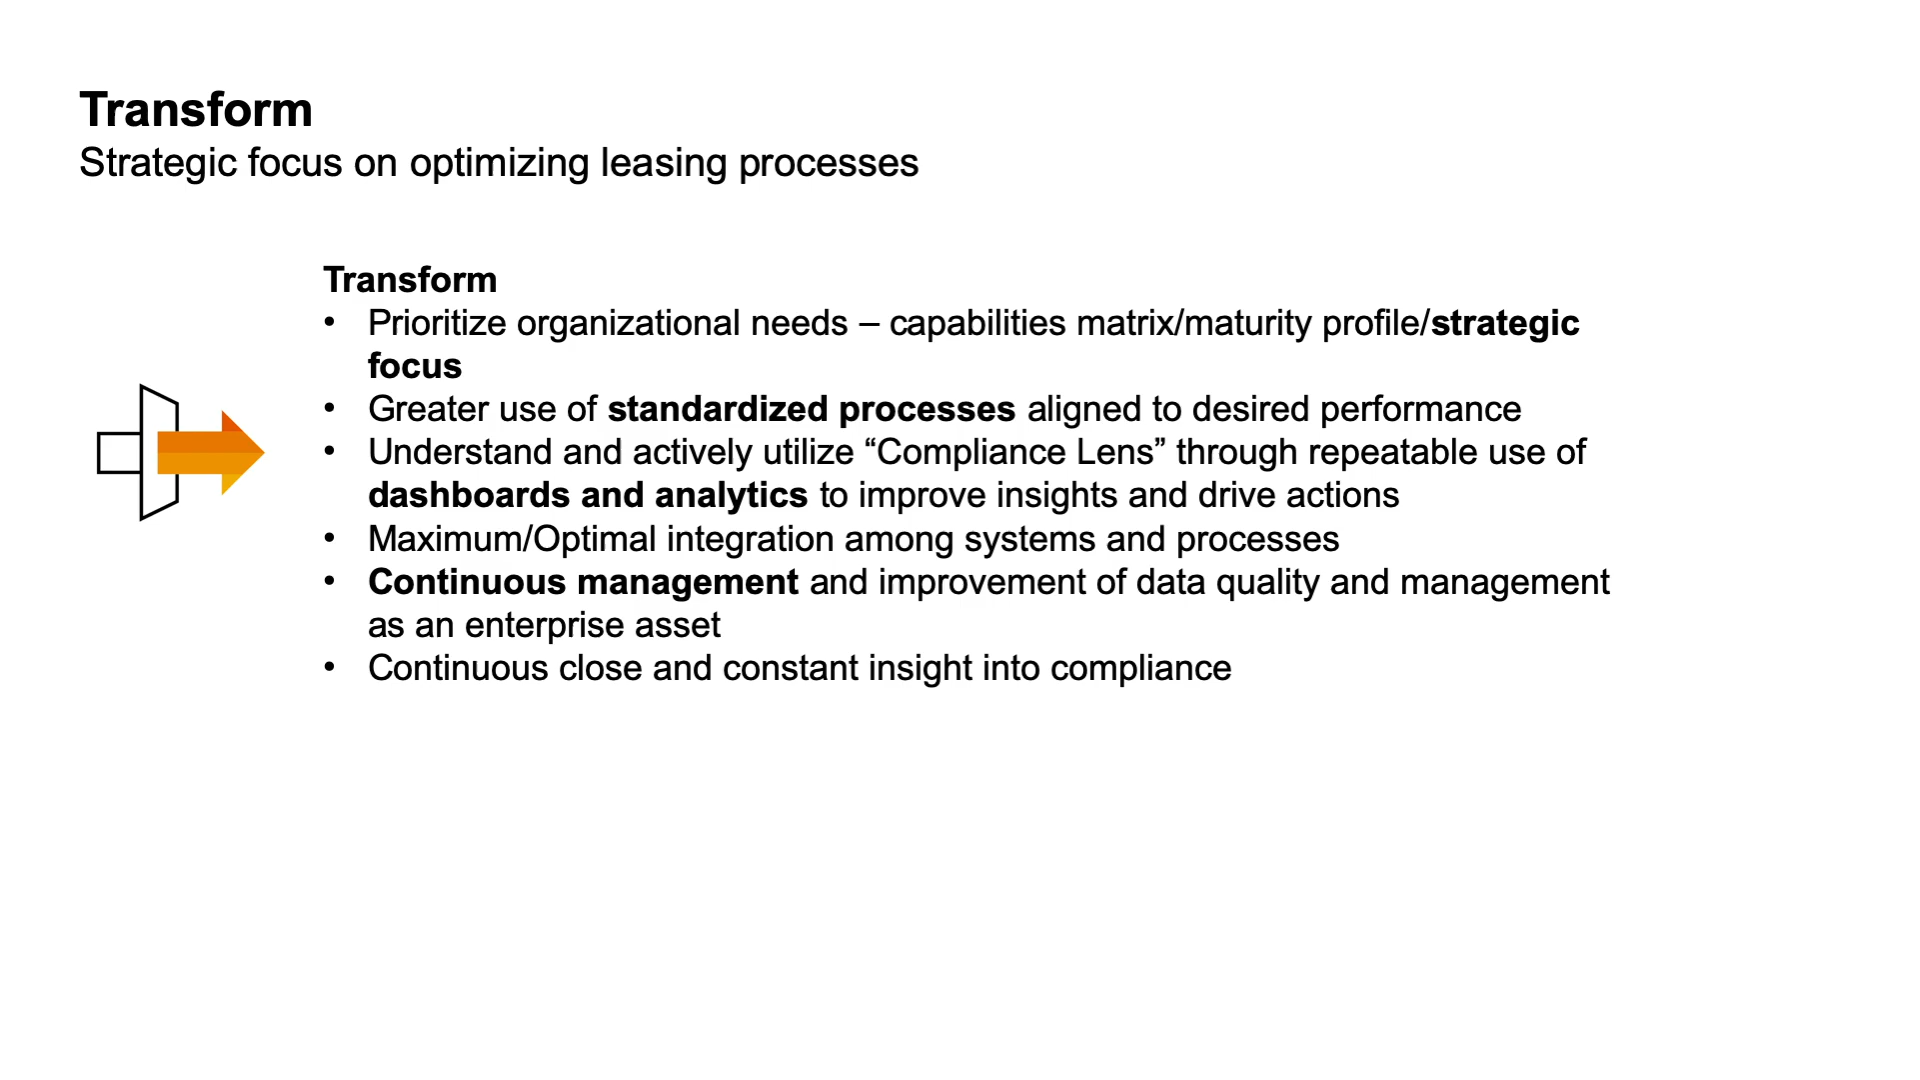 Transform
Strategic focus on optimizing leasing processes
Transform
• Prioritize organizational needs – capabilities matrix/maturity profile/strategic
focus
• Greater use of standardized processes aligned to desired performance
• Understand and actively utilize “Compliance Lens” through repeatable use of
dashboards and analytics to improve insights and drive actions
• Maximum/Optimal integration among systems and processes
• Continuous management and improvement of data quality and management
as an enterprise asset
• Continuous close and constant insight into compliance